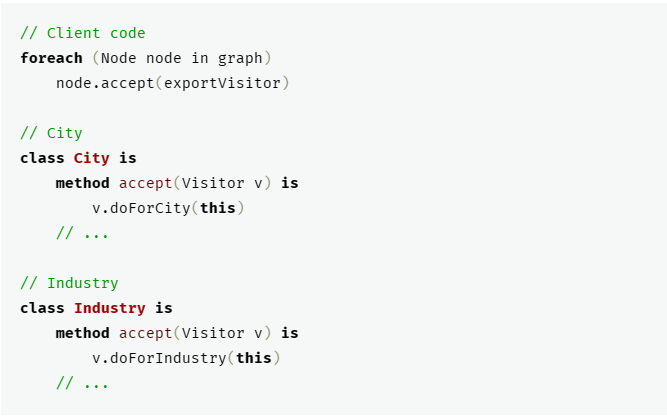 // Client code
foreach (Node node in graph)
    node.accept(exportVisitor)

// City
class City is
    method accept(Visitor v) is
        v.doForCity(this)
    // ...

// Industry
class Industry is
    method accept(Visitor v) is
        v.doForIndustry(this)
    // ...